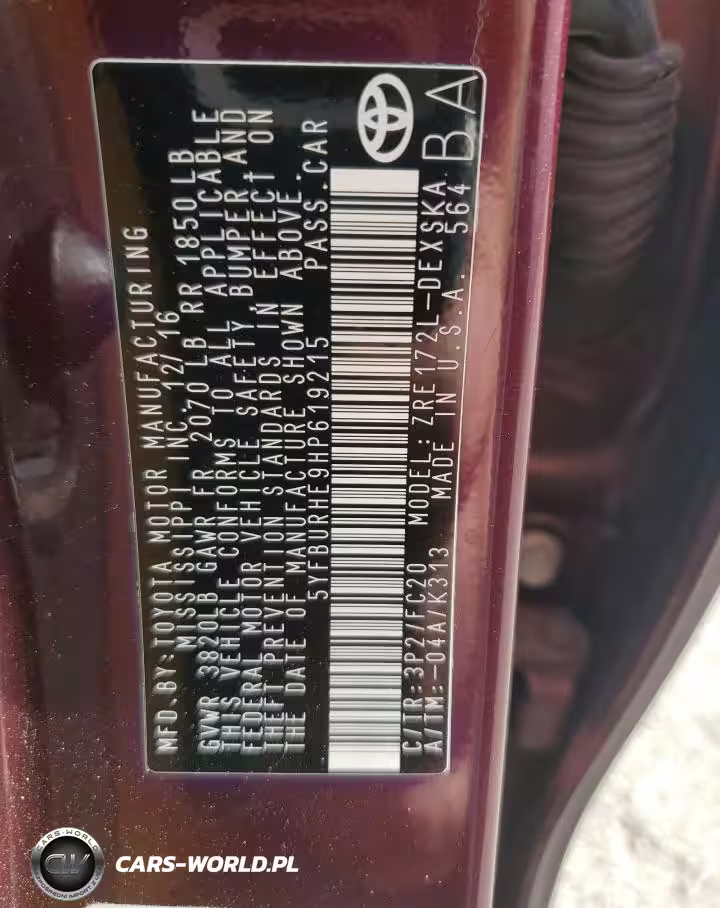 MFD.BY:TOYOTA MOTOR MANUFACTURING
MISSISSIPPI INC. 12/16
GVWR 3820LB GAWR FR 2070LB RR 1850LB
THIS VEHICLE CONFORMS TO ALL APPLICABLE
FEDERAL MOTOR VEHICLE SAFETY, BUMPER AND
THEFT PREVENTION STANDARDS IN EFFECT ON
THE DATE OF MANUFACTURE SHOWN ABOVE.
5YFBURHE9HP619215 PASS.CAR
C/TR:3P2/FC20 MODEL:ZRE172L-DEXSKA
A/TM:-04A/K313 MADE IN U.S.A. 564
BA
CARS-WORLD
CW
CARS-WORLD.PL